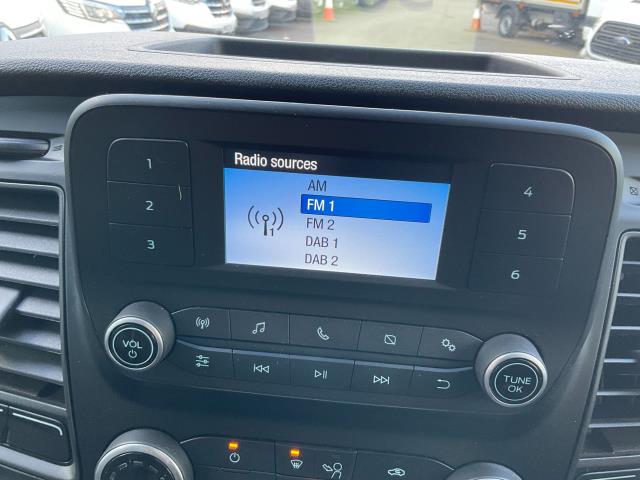 Radio sources
AM
FM 1
FM 2
DAB 1
DAB 2
1
1
2
3
4
5
6
VOL
TUNE
OK